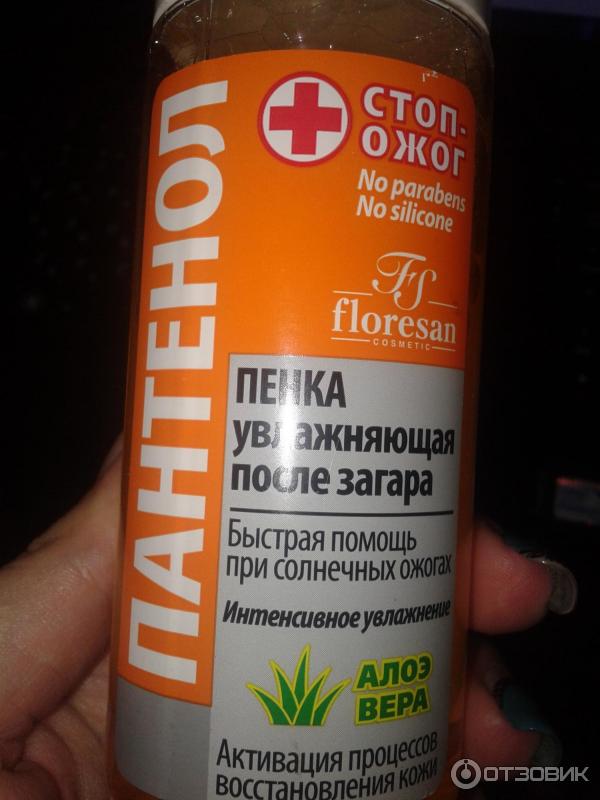 ПАНТЕНОЛ
СТОП-
ОЖОГ
No parabens
No silicone
FS
floresan
COSMETIC
ПЕНКА
увлажняющая
после загара
Быстрая помощь
при солнечных ожогах
Интенсивное увлажнение
АЛОЭ
ВЕРА
Активация процессов
восстановления кожи
ОТЗОВИК